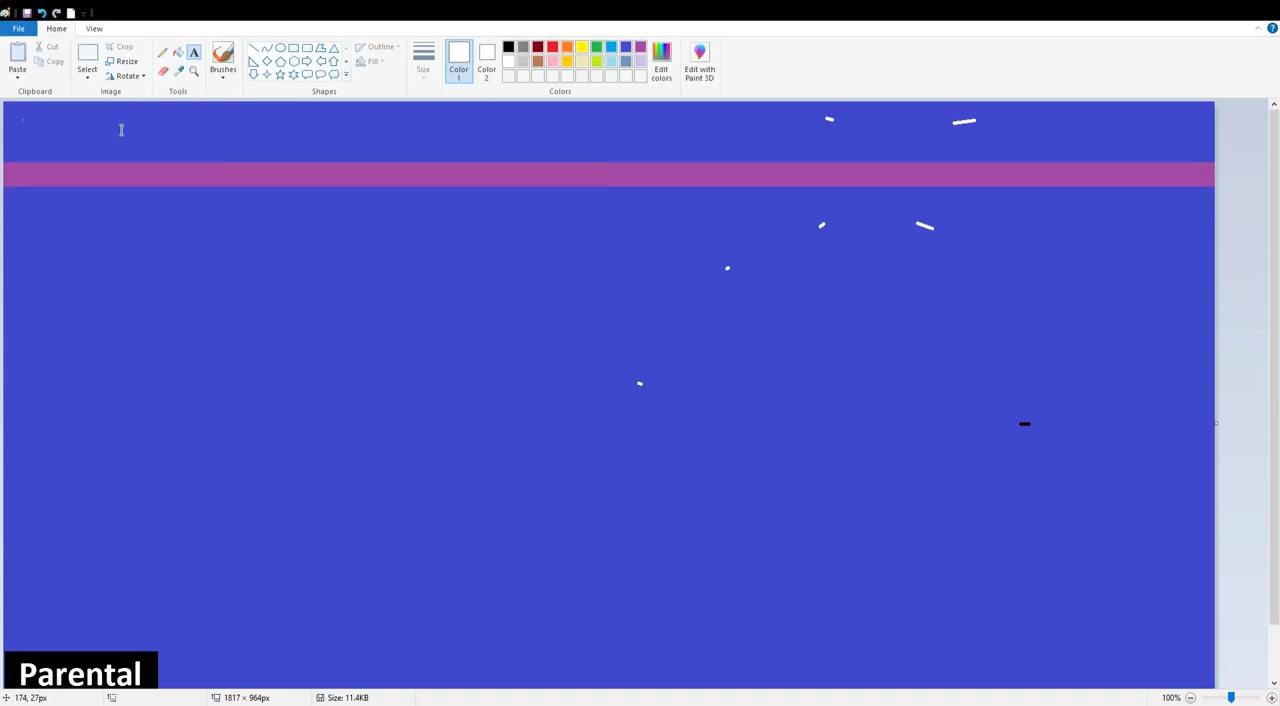 File Home View
Paste Cut Copy Select Crop Resize Rotate A Brushes Outline Fill Size Color 1 Color 2 Edit colors Edit with Paint 3D
Clipboard Image Tools Shapes Colors
Parental
174, 27px 1817 × 964px Size: 11.4KB 100%